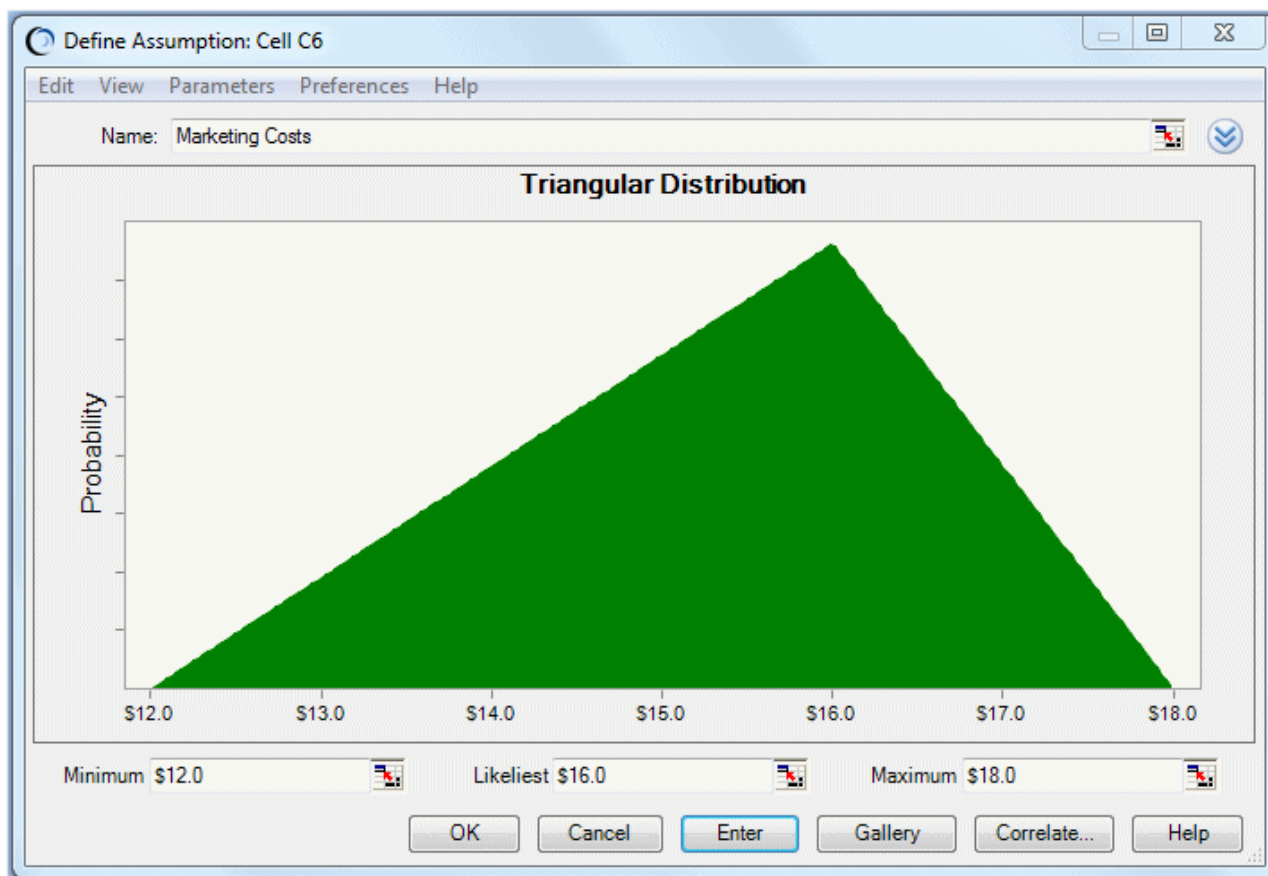 Define Assumption: Cell C6
Edit View Parameters Preferences Help
Name: Marketing Costs
Triangular Distribution
Probability
$12.0 $13.0 $14.0 $15.0 $16.0 $17.0 $18.0
Minimum $12.0 Likeliest $16.0 Maximum $18.0
OK Cancel Enter Gallery Correlate... Help